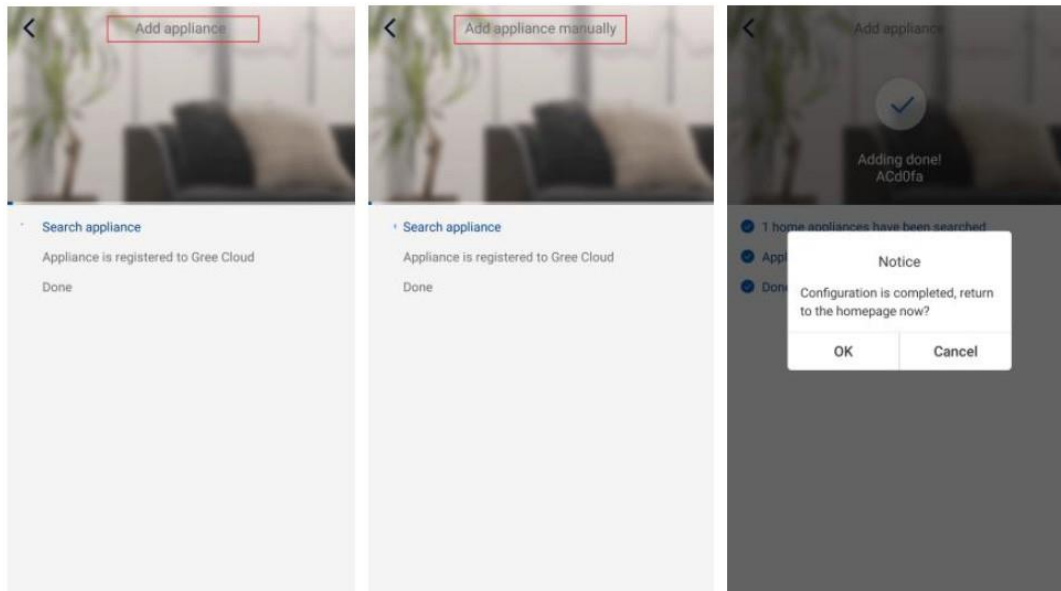 Add appliance
Search appliance
Appliance is registered to Gree Cloud
Done
Add appliance manually
Search appliance
Appliance is registered to Gree Cloud
Done
Add appliance
Adding done!
ACd0fa
1 home appliances have been searched
Appl
Done
Notice
Configuration is completed, return
to the homepage now?
OK
Cancel